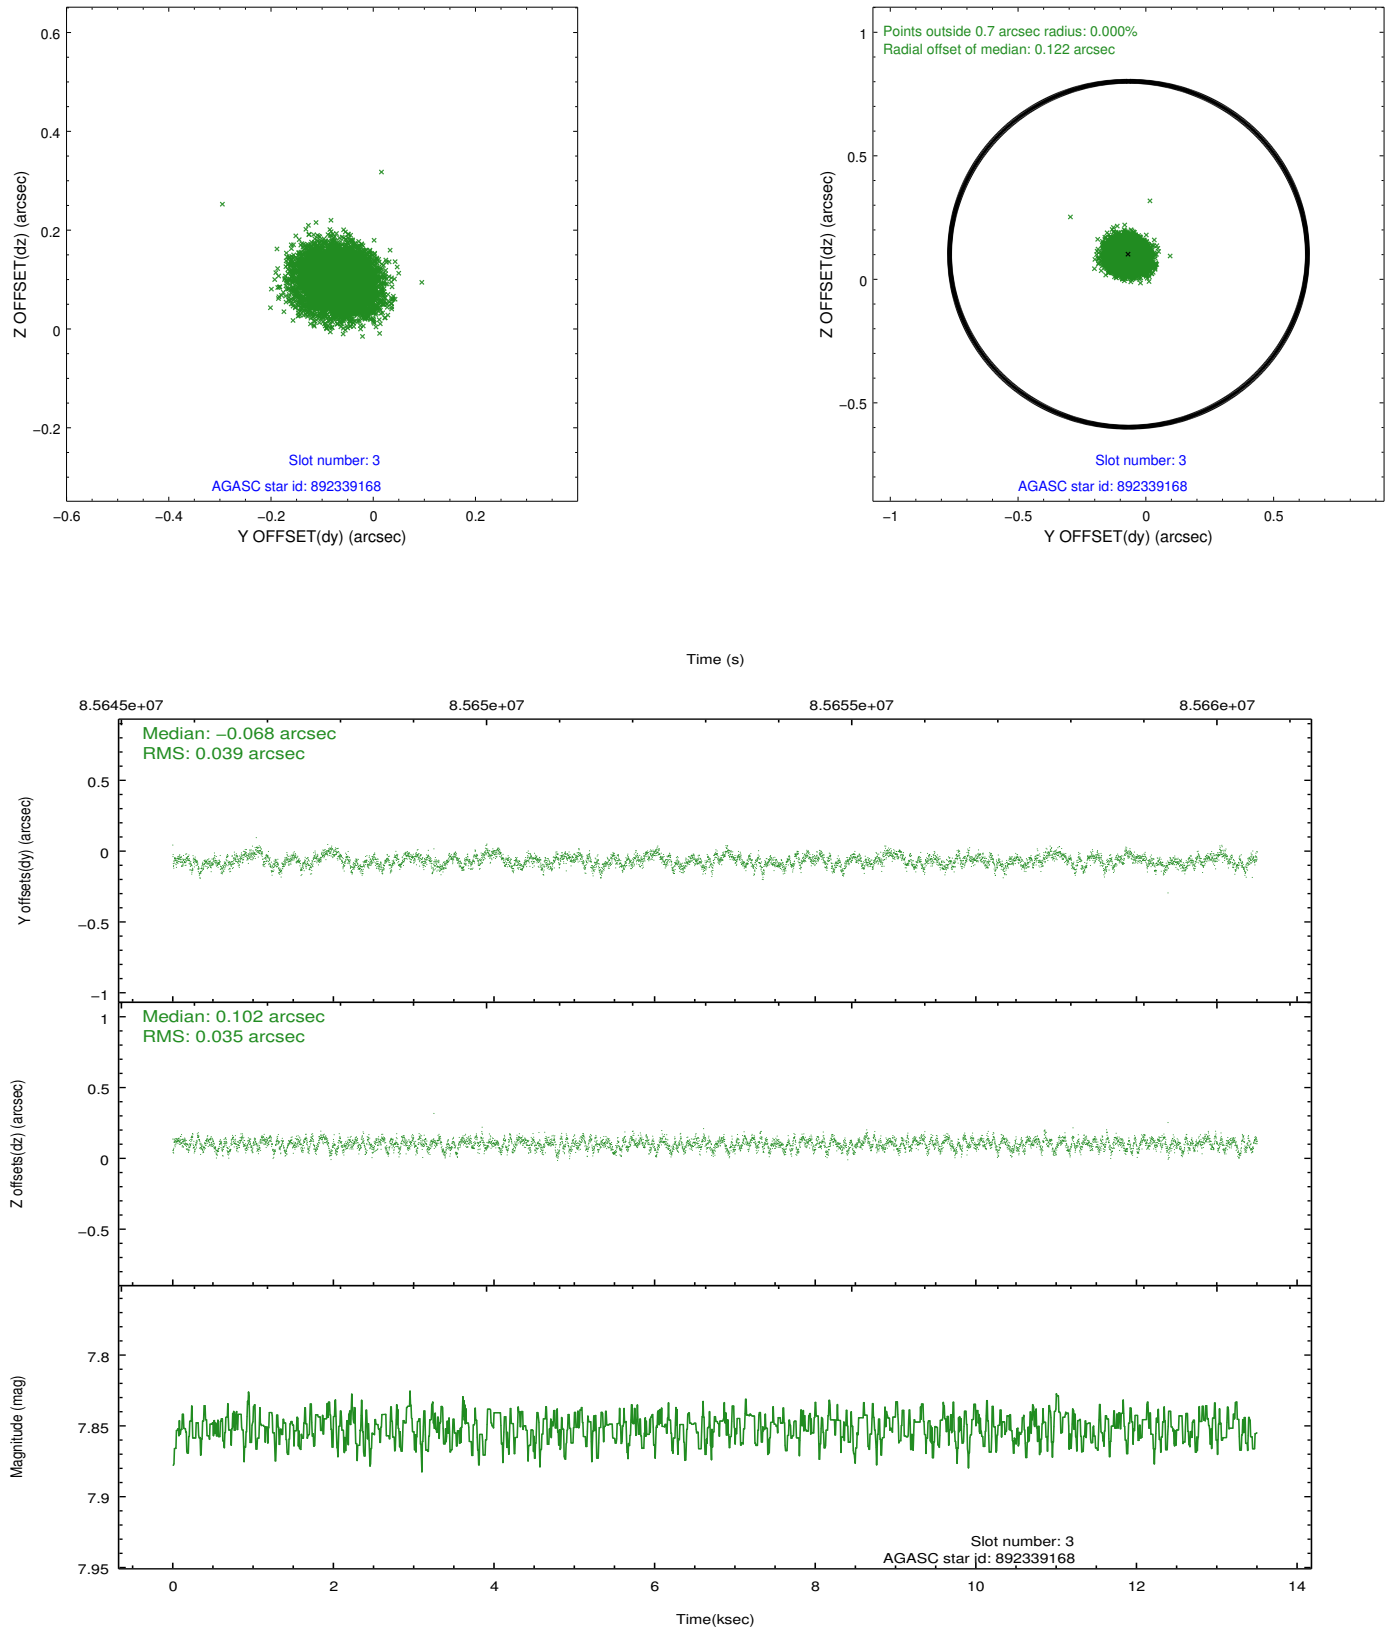 0.6
0.4
0.2
0
−0.2
Z OFFSET(dz) (arcsec)
Slot number: 3
AGASC star id: 892339168
−0.6
−0.4
−0.2
0
0.2
Y OFFSET(dy) (arcsec)
Points outside 0.7 arcsec radius: 0.000%
Radial offset of median: 0.122 arcsec
1
0.5
0
−0.5
Z OFFSET(dz) (arcsec)
Slot number: 3
AGASC star id: 892339168
−1
−0.5
0
0.5
Y OFFSET(dy) (arcsec)
Time (s)
8.5645e+07
8.565e+07
8.5655e+07
8.566e+07
Median: −0.068 arcsec
RMS: 0.039 arcsec
0.5
0
−0.5
−1
Y offsets(dy) (arcsec)
Median: 0.102 arcsec
RMS: 0.035 arcsec
1
0.5
0
−0.5
Z offsets(dz) (arcsec)
7.8
7.85
7.9
7.95
Magnitude (mag)
Slot number: 3
AGASC star id: 892339168
0
2
4
6
8
10
12
14
Time(ksec)